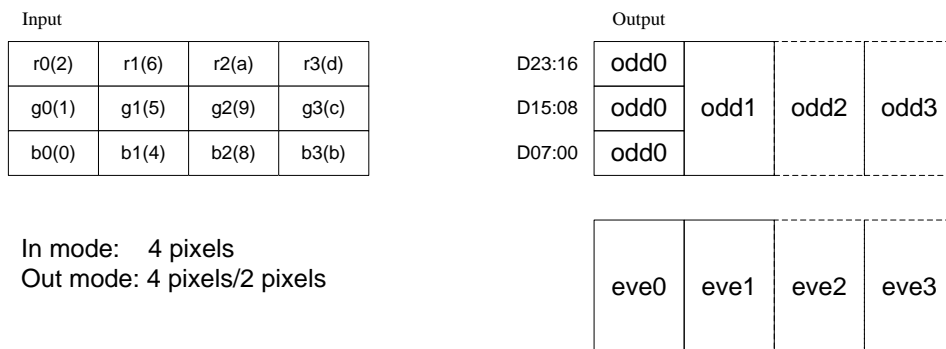 Input
r0(2) r1(6) r2(a) r3(d)
g0(1) g1(5) g2(9) g3(c)
b0(0) b1(4) b2(8) b3(b)
In mode: 4 pixels
Out mode: 4 pixels/2 pixels
Output
D23:16 odd0
D15:08 odd0 odd1 odd2 odd3
D07:00 odd0
eve0 eve1 eve2 eve3